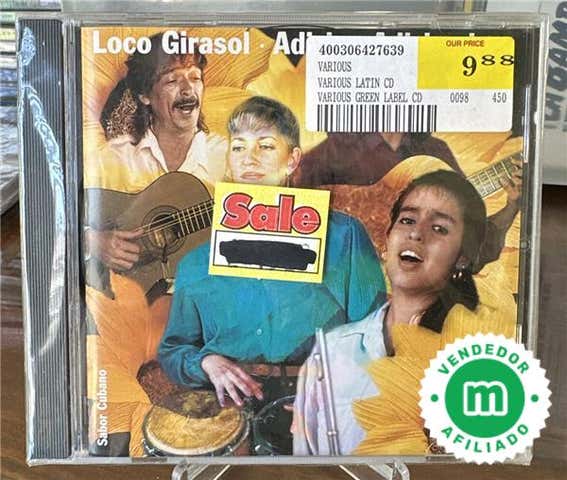 Loco Girasol
400306427639
VARIOUS
VARIOUS LATIN CD
VARIOUS GREEN LABEL CD 0098 450
OUR PRICE
9.88
Sale
Sabor Cubano
VENDEDOR
m
AFILIADO